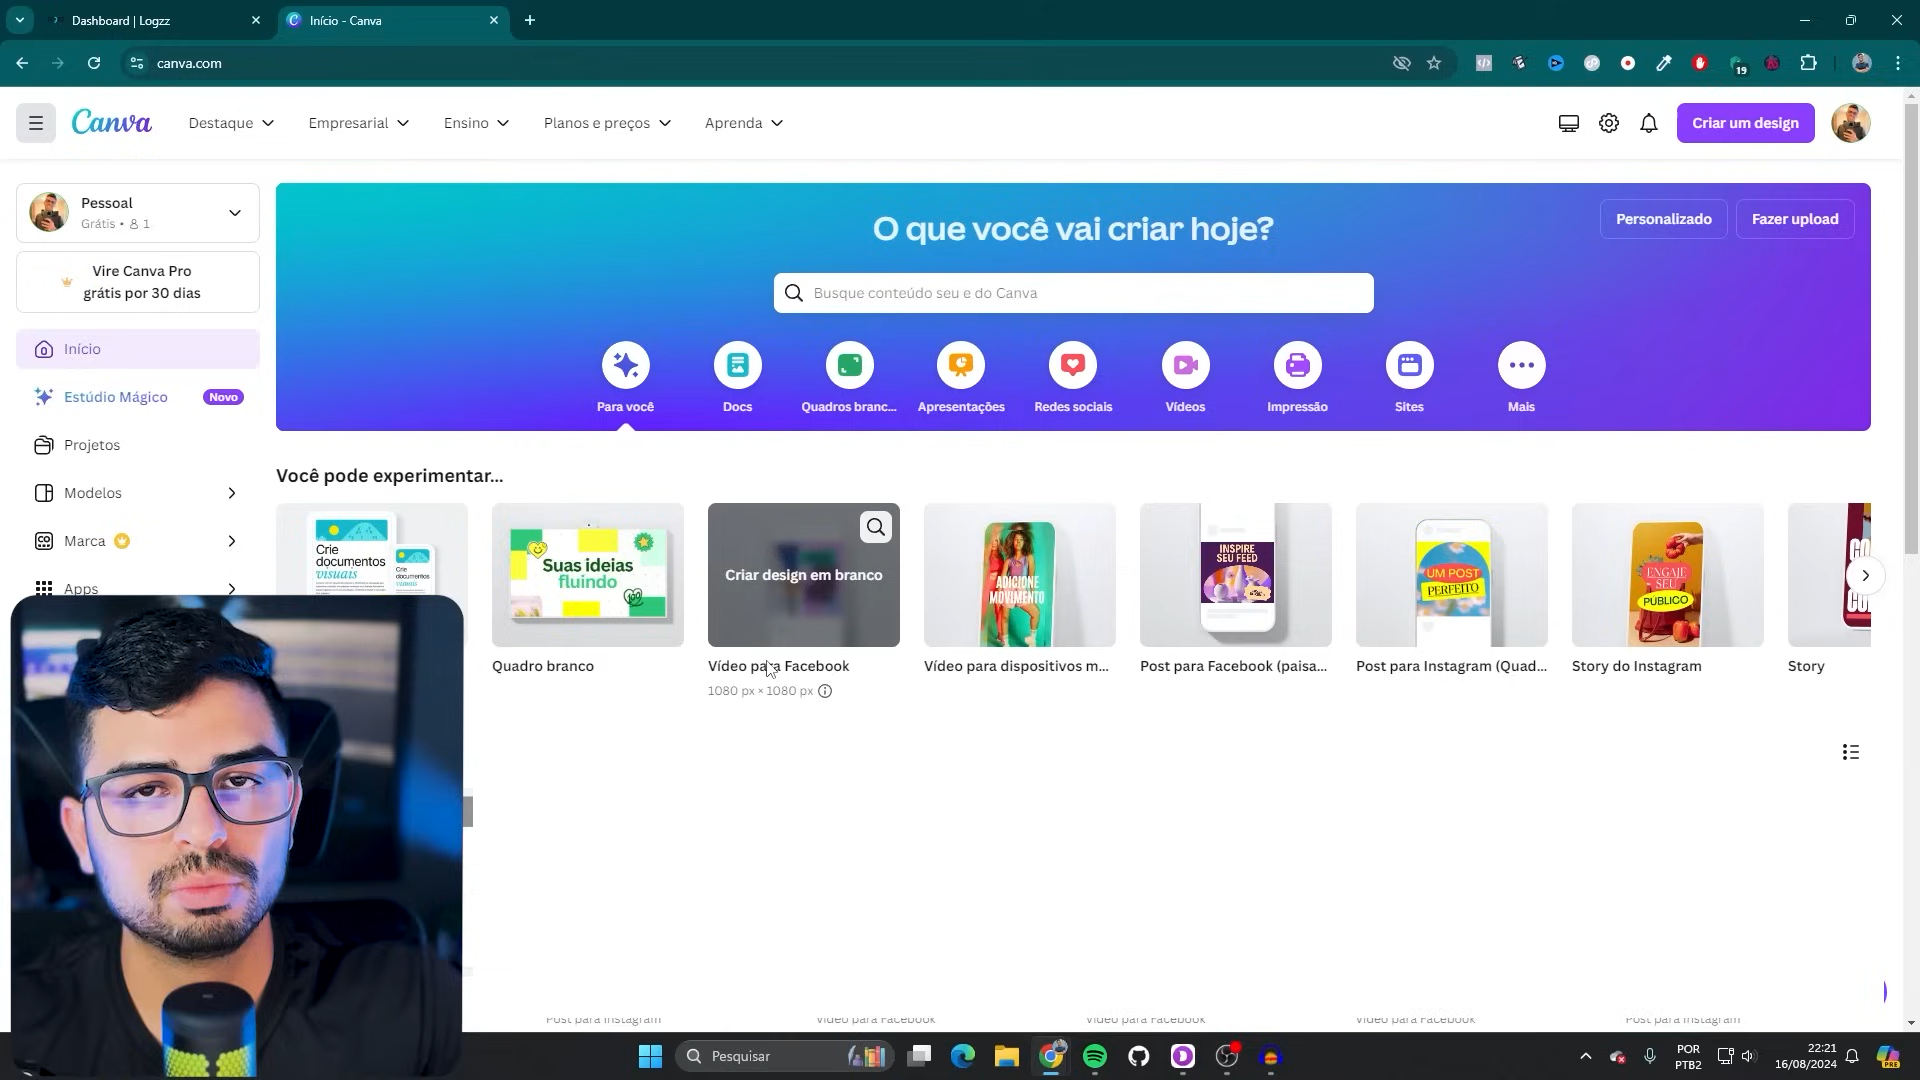 Dashboard | Logzz
Início - Canva
canva.com
19
Canva
Destaque
Empresarial
Ensino
Planos e preços
Aprenda
Criar um design
Pessoal
Grátis • 1
Vire Canva Pro
grátis por 30 dias
Início
Estúdio Mágico
Novo
Projetos
Modelos
Marca
Apps
O que você vai criar hoje?
Personalizado
Fazer upload
Busque conteúdo seu e do Canva
Para você
Docs
Quadros branc...
Apresentações
Redes sociais
Vídeos
Impressão
Sites
Mais
Você pode experimentar...
Crie
documentos
visuais
Crie
documentos
visuais
Suas ideias
fluindo
Criar design em branco
ADICIONE
MOVIMENTO
INSPIRE
SEU FEED
UM POST
PERFEITO
ENGAJE
SEU
PÚBLICO
Quadro branco
Vídeo para Facebook
1080 px × 1080 px
Vídeo para dispositivos m...
Post para Facebook (paisa...
Post para Instagram (Quad...
Story do Instagram
Story
Post para Instagram
Vídeo para Facebook
Vídeo para Facebook
Vídeo para Facebook
Post para Instagram
Pesquisar
POR
PTB2
22:21
16/08/2024
PRE